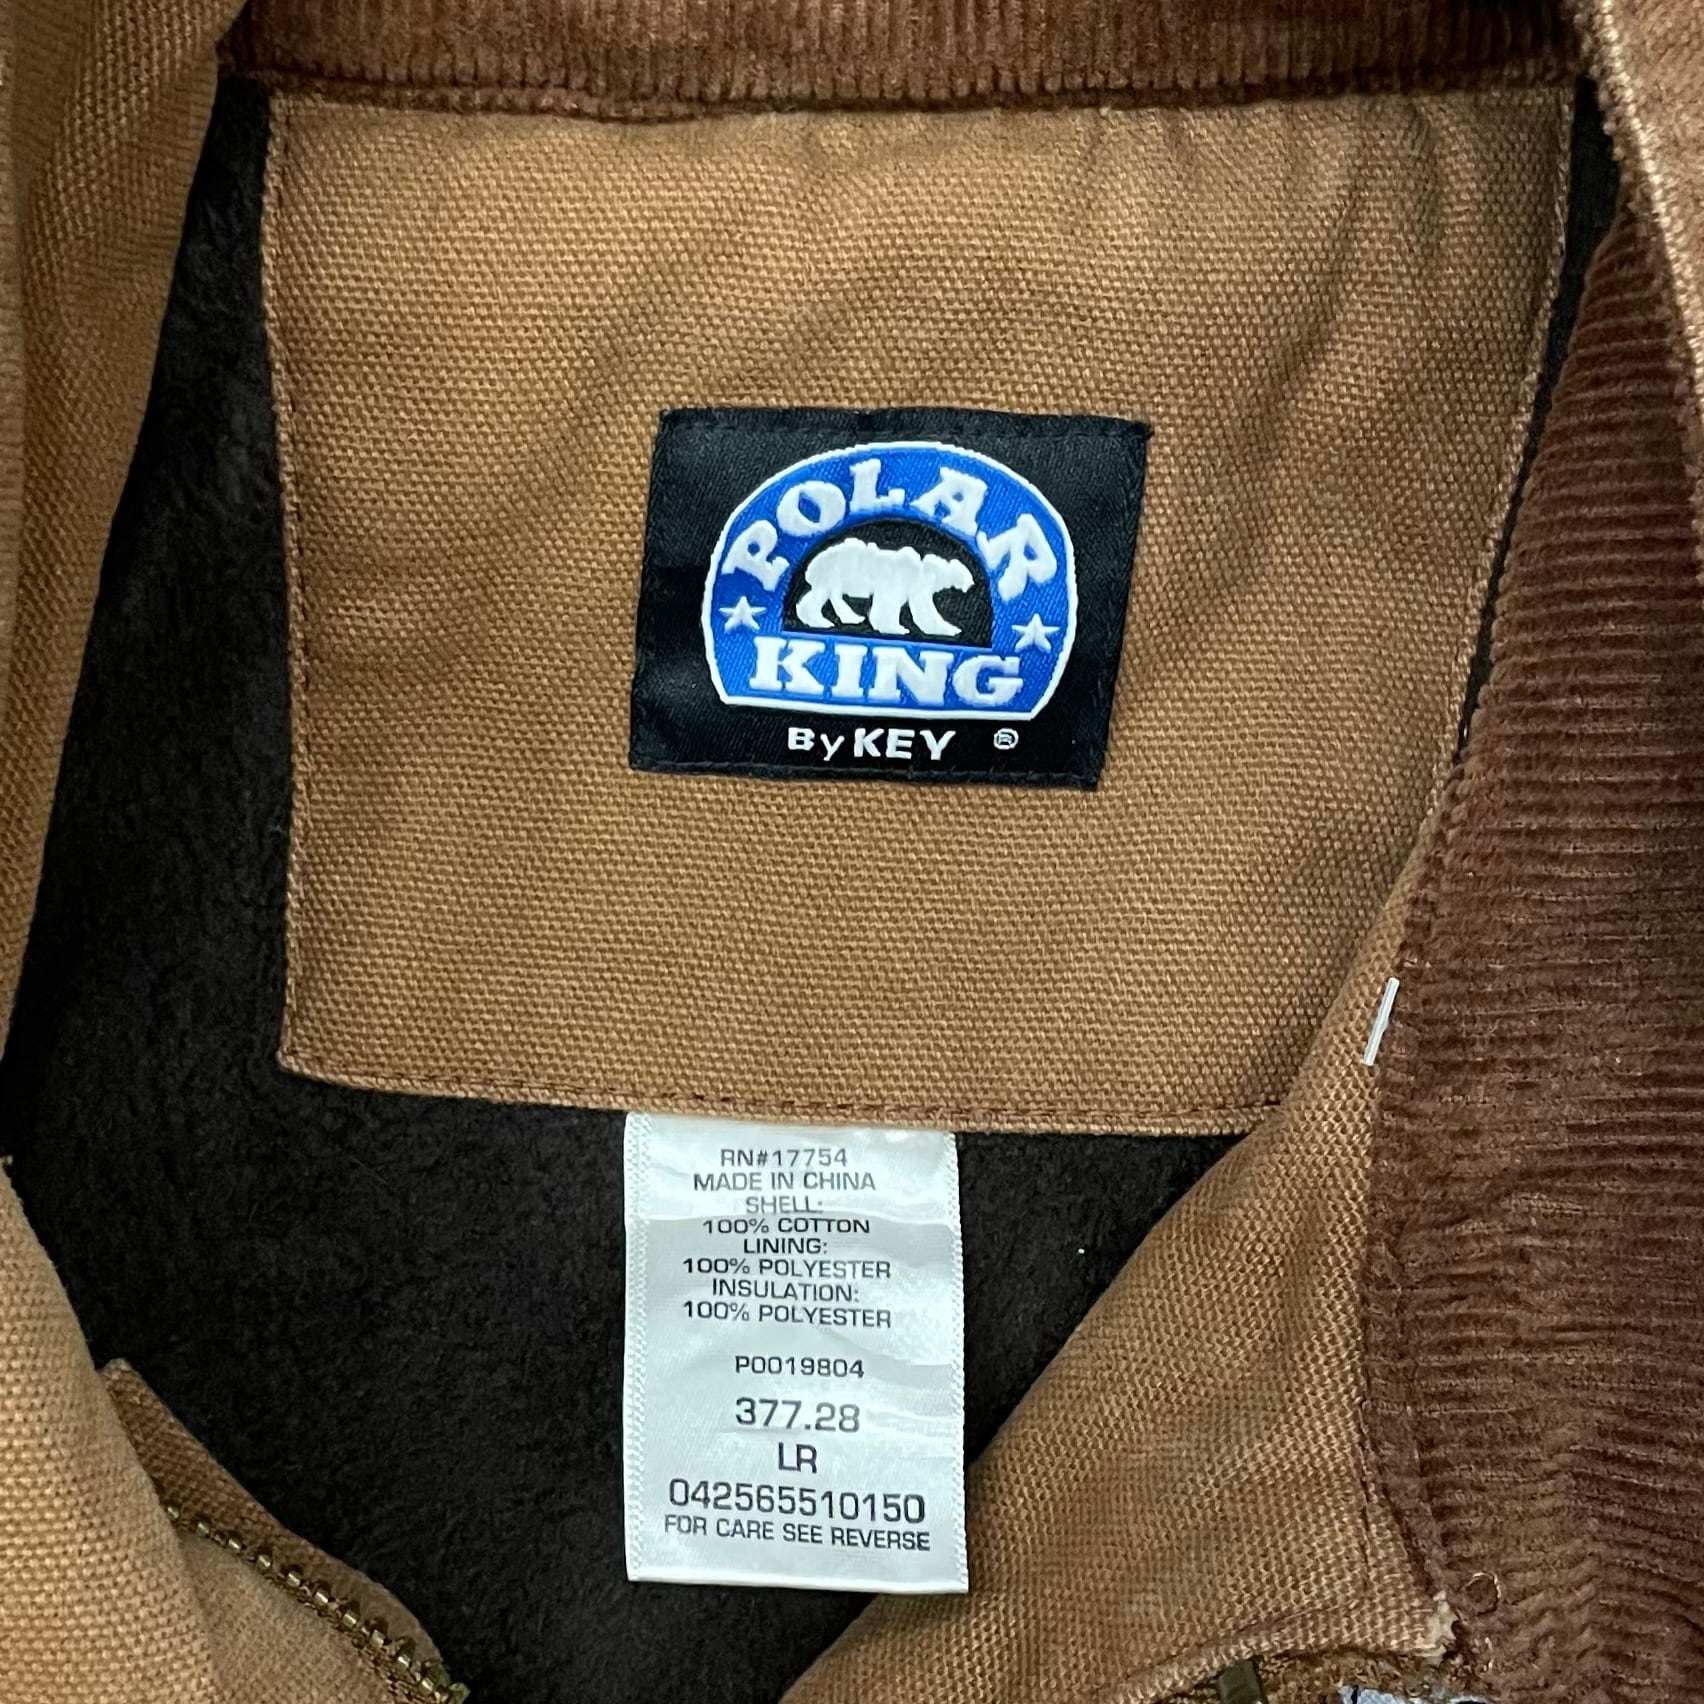 POLAR
KING
By KEY ®
RN#17754
MADE IN CHINA
SHELL:
100% COTTON
LINING:
100% POLYESTER
INSULATION:
100% POLYESTER
P0019804
377.28
LR
042565510150
FOR CARE SEE REVERSE